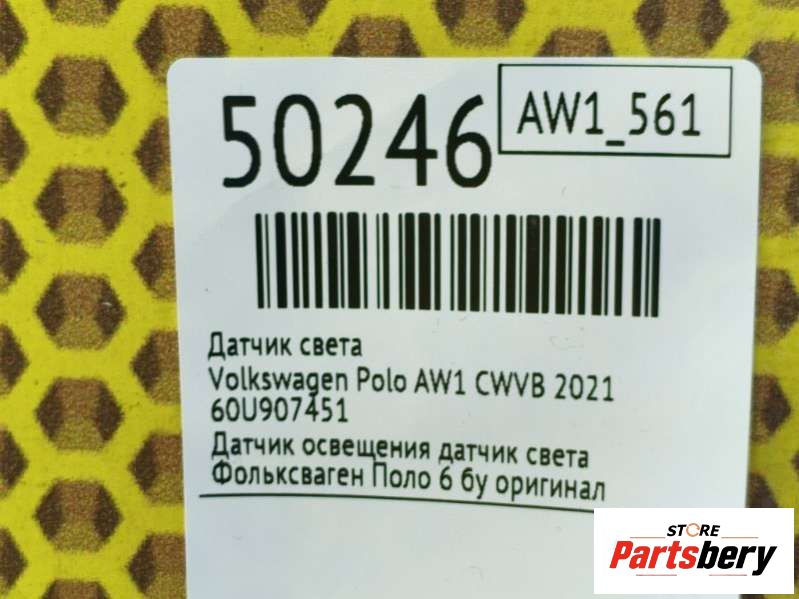 50246
AW1_561
Датчик света
Volkswagen Polo AW1 CWVB 2021
60U907451
Датчик освещения датчик света
Фольксваген Поло 6 бу оригинал
STORE
Partsbery